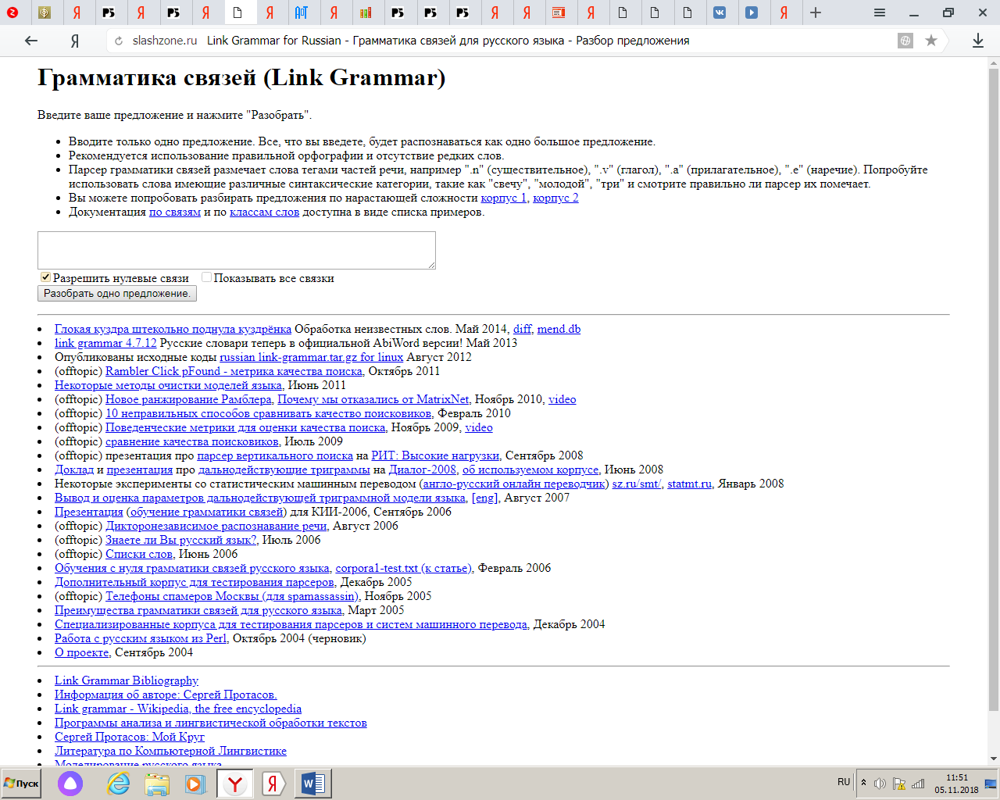 slashzone.ru Link Grammar for Russian - Грамматика связей для русского языка - Разбор предложения
Грамматика связей (Link Grammar)
Введите ваше предложение и нажмите "Разобрать".
Вводите только одно предложение. Все, что вы введете, будет распознаваться как одно большое предложение.
Рекомендуется использование правильной орфографии и отсутствие редких слов.
Парсер грамматики связей размечает слова тегами частей речи, например ".n" (существительное), ".v" (глагол), ".a" (прилагательное), ".e" (наречие). Попробуйте
использовать слова имеющие различные синтаксические категории, такие как "свечу", "молодой", "три" и смотрите правильно ли парсер их помечает.
Вы можете попробовать разбирать предложения по нарастающей сложности корпус 1, корпус 2
Документация по связям и по классам слов доступна в виде списка примеров.
Разрешить нулевые связи Показывать все связки
Разобрать одно предложение.
Глокая куздра штекольно поднула куздрёнка Обработка неизвестных слов. Май 2014, diff, mend.db
link grammar 4.7.12 Русские словари теперь в официальной AbiWord версии! Май 2013
Опубликованы исходные коды russian link-grammar.tar.gz for linux Август 2012
(offtopic) Rambler Click pFound - метрика качества поиска, Октябрь 2011
Некоторые методы очистки моделей языка, Июнь 2011
(offtopic) Новое ранжирование Рамблера, Почему мы отказались от MatrixNet, Ноябрь 2010, video
(offtopic) 10 неправильных способов сравнивать качество поисковиков, Февраль 2010
(offtopic) Поведенческие метрики для оценки качества поиска, Ноябрь 2009, video
(offtopic) сравнение качества поисковиков, Июль 2009
(offtopic) презентация про парсер вертикального поиска на РИТ: Высокие нагрузки, Сентябрь 2008
Доклад и презентация про дальнодействующие триграммы на Диалог-2008, об используемом корпусе, Июнь 2008
Некоторые эксперименты со статистическим машинным переводом (англо-русский онлайн переводчик) sz.ru/smt/, statmt.ru, Январь 2008
Вывод и оценка параметров дальнодействующей триграммной модели языка, [eng], Август 2007
Презентация (обучение грамматики связей) для КИИ-2006, Сентябрь 2006
(offtopic) Дикторонезависимое распознавание речи, Август 2006
(offtopic) Знаете ли Вы русский язык?, Июль 2006
(offtopic) Списки слов, Июнь 2006
Обучения с нуля грамматики связей русского языка, corpora1-test.txt (к статье), Февраль 2006
Дополнительный корпус для тестирования парсеров, Декабрь 2005
(offtopic) Телефоны спамеров Москвы (для spamassassin), Ноябрь 2005
Преимущества грамматики связей для русского языка, Март 2005
Специализированные корпуса для тестирования парсеров и систем машинного перевода, Декабрь 2004
Работа с русским языком из Perl, Октябрь 2004 (черновик)
О проекте, Сентябрь 2004
Link Grammar Bibliography
Информация об авторе: Сергей Протасов.
Link grammar - Wikipedia, the free encyclopedia
Программы анализа и лингвистической обработки текстов
Сергей Протасов: Мой Круг
Литература по Компьютерной Лингвистике
Моделирование русского языка
Пуск
RU
11:51
05.11.2018